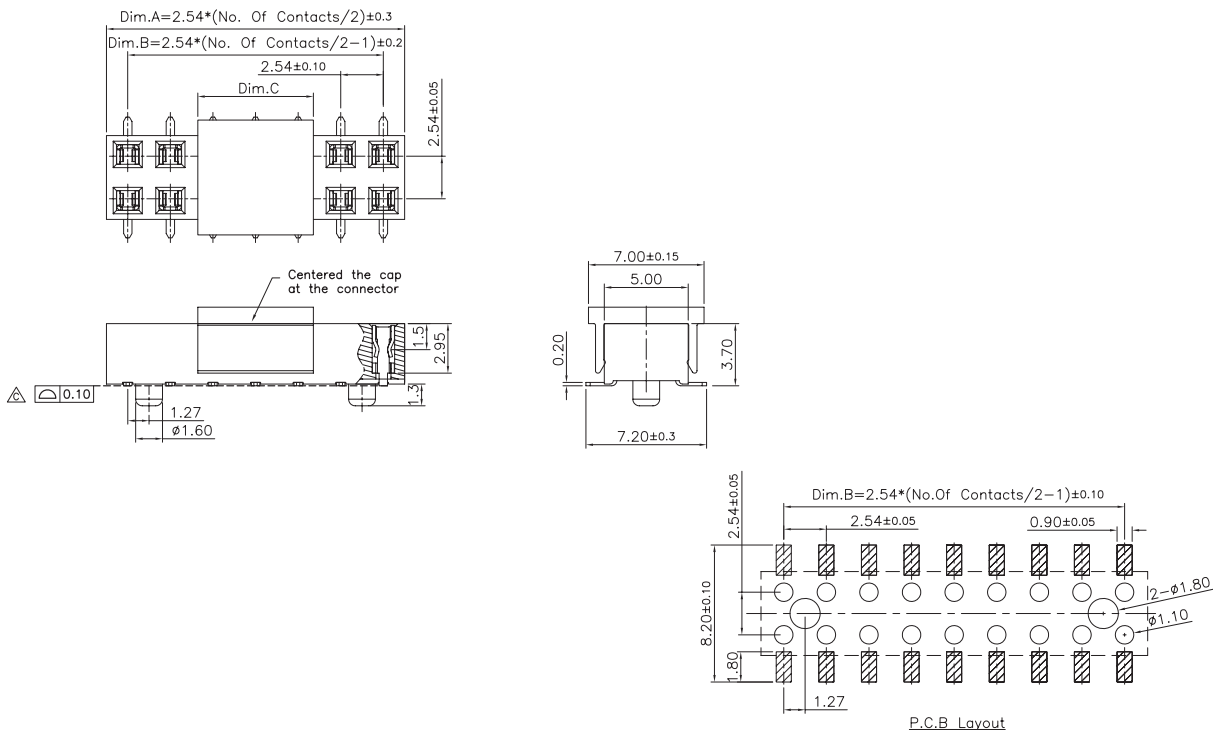 Dim.A=2.54*(No. Of Contacts/2)±0.3
Dim.B=2.54*(No. Of Contacts/2-1)±0.2
2.54±0.10
Dim.C
2.54±0.05
Centered the cap
at the connector
1.5
2.95
1.3
C
0.10
1.27
ø1.60
7.00±0.15
5.00
0.20
3.70
7.20±0.3
Dim.B=2.54*(No.Of Contacts/2-1)±0.10
2.54±0.05
2.54±0.05
0.90±0.05
8.20±0.10
2-ø1.80
ø1.10
1.80
1.27
P.C.B Layout